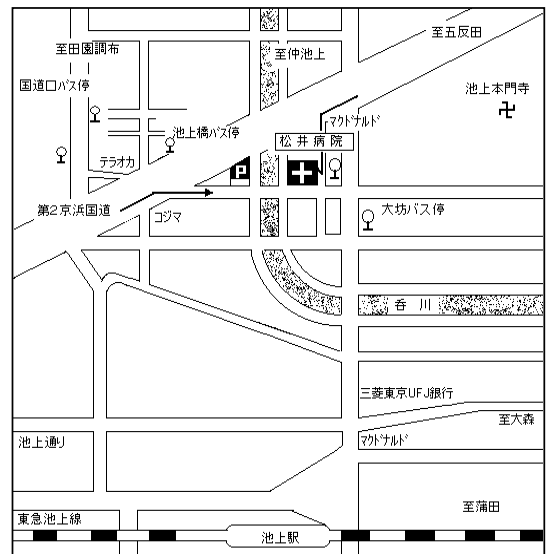 至五反田
至田園調布
至仲池上
国道口バス停
池上本門寺
卍
マクドナルド
池上橋バス停
松井病院
テラオカ
P
大坊バス停
第2京浜国道
コジマ
呑川
三菱東京UFJ銀行
至大森
池上通り
マクドナルド
至蒲田
東急池上線
池上駅